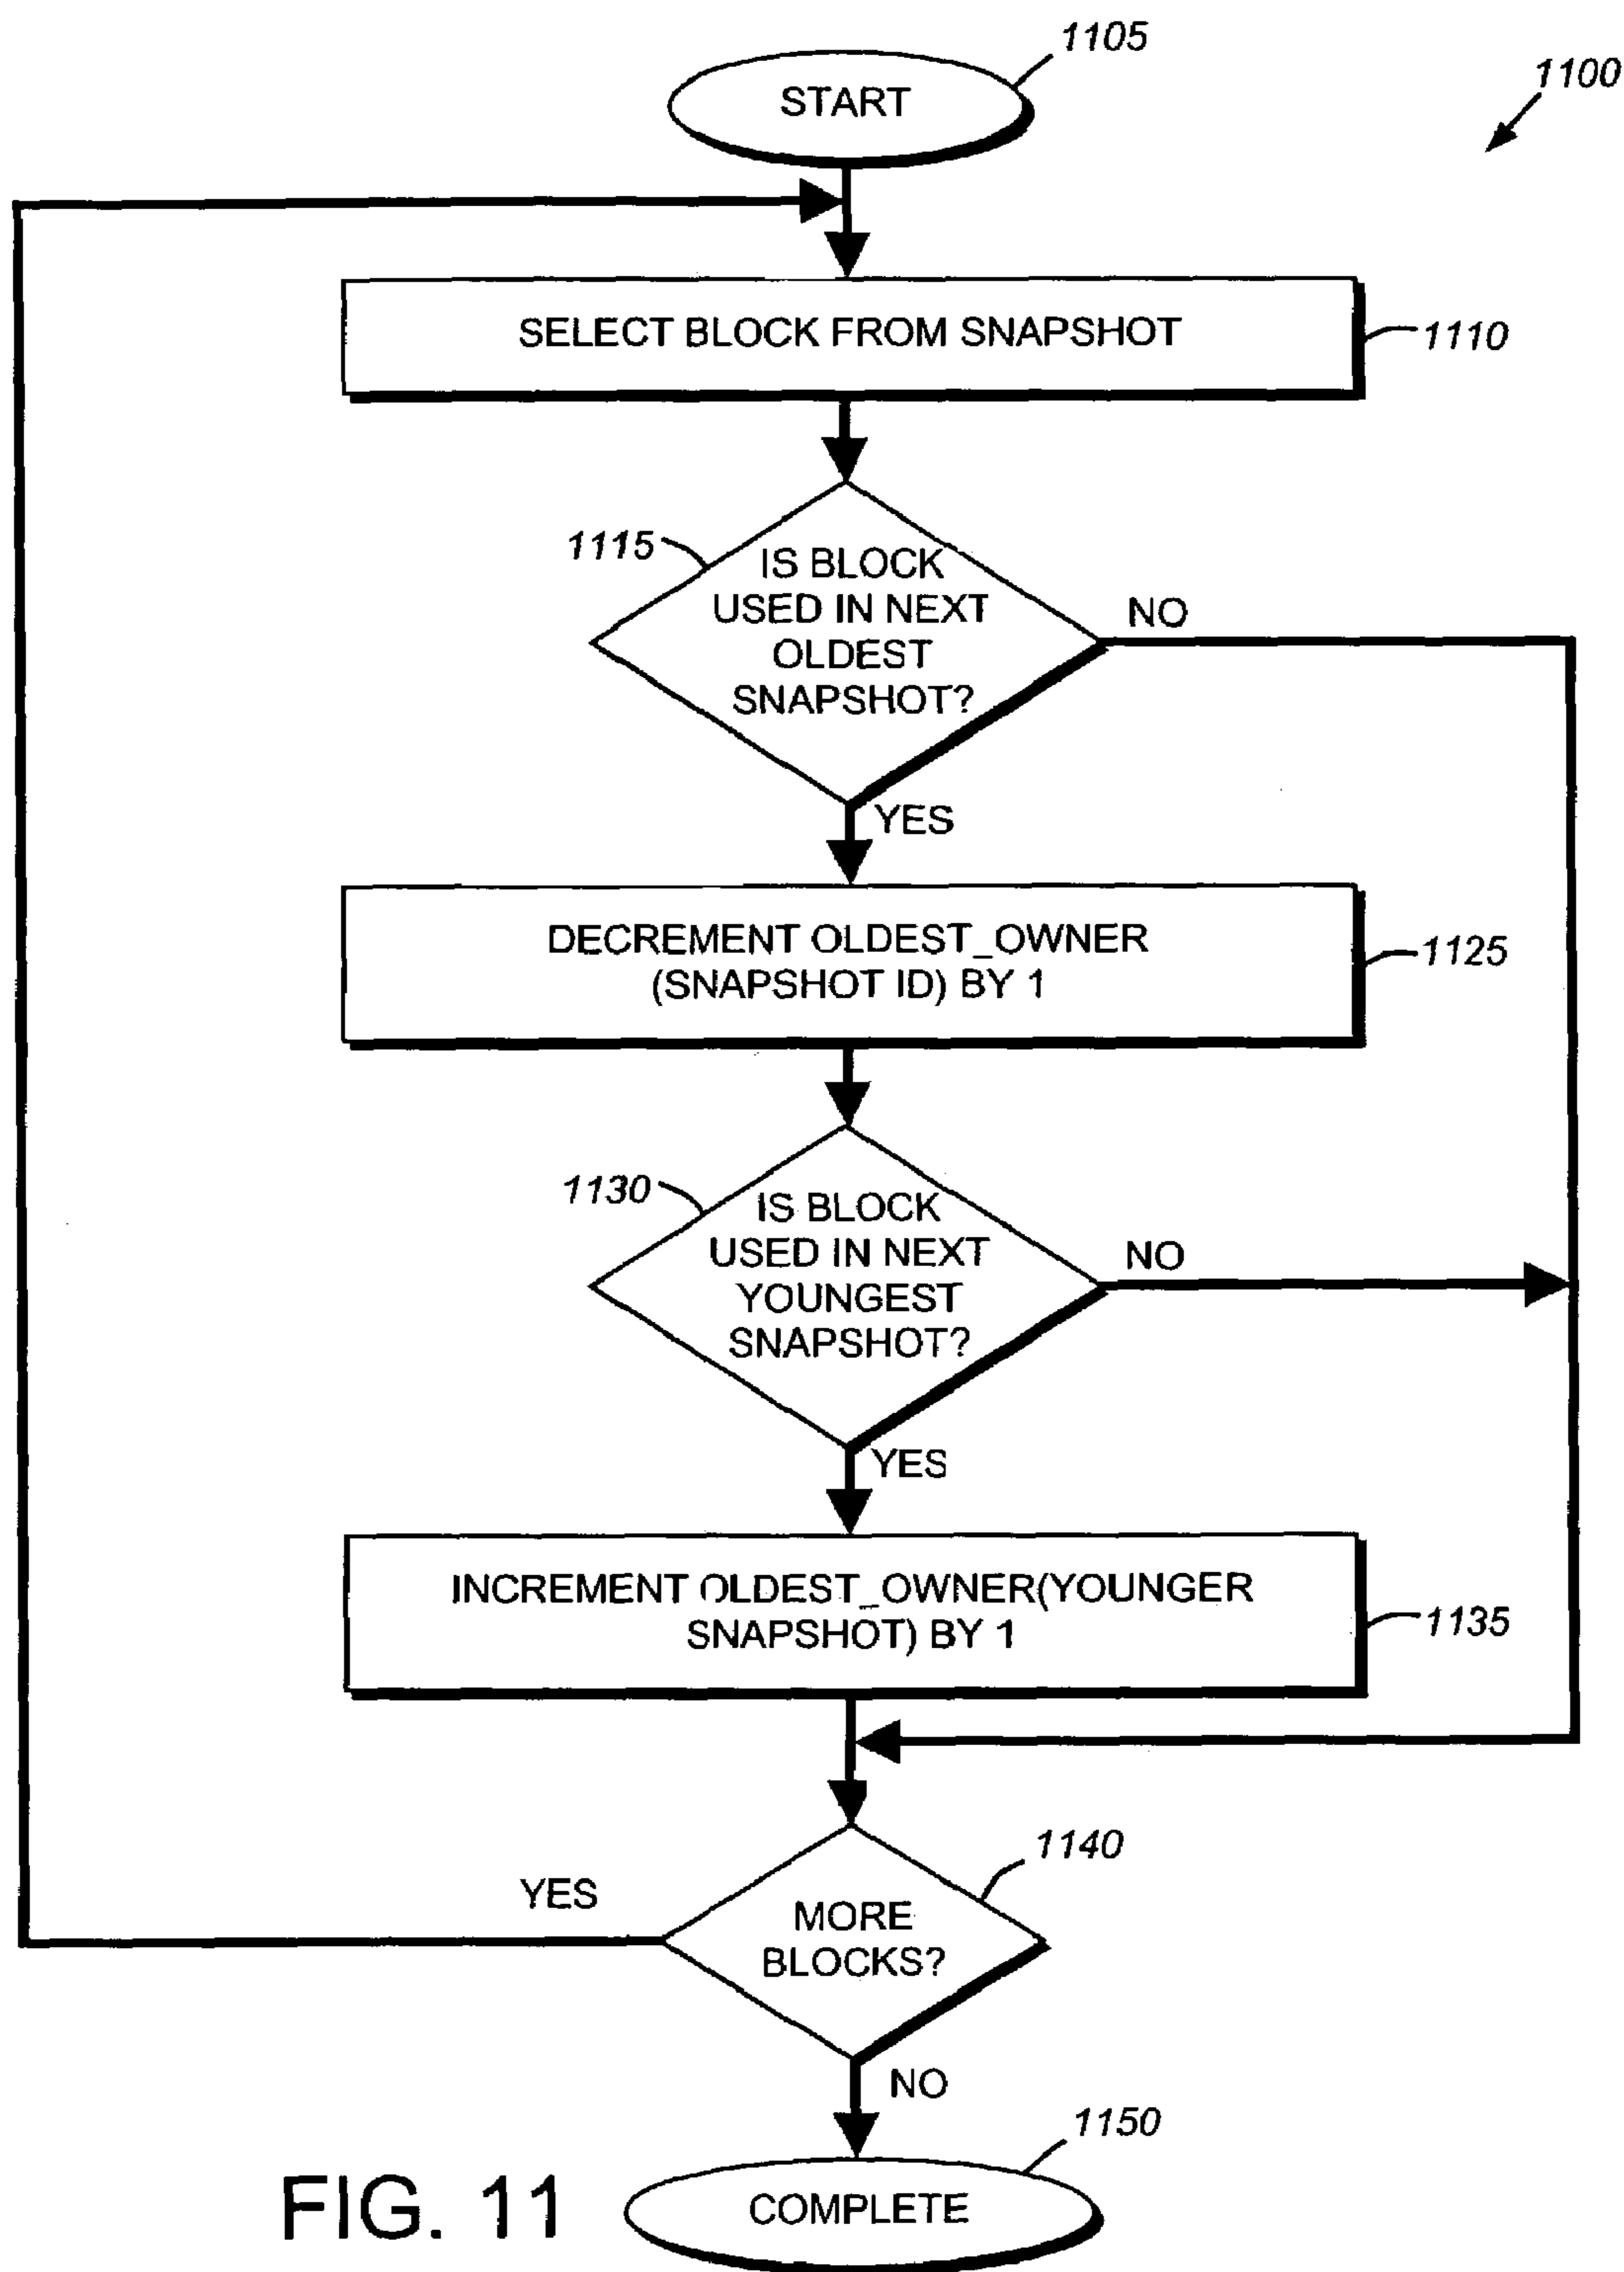 1105
1100
START
SELECT BLOCK FROM SNAPSHOT
1110
1115
IS BLOCK
USED IN NEXT
OLDEST
SNAPSHOT?
NO
YES
DECREMENT OLDEST_OWNER
(SNAPSHOT ID) BY 1
1125
1130
IS BLOCK
USED IN NEXT
YOUNGEST
SNAPSHOT?
NO
YES
INCREMENT OLDEST_OWNER(YOUNGER
SNAPSHOT) BY 1
1135
1140
YES
MORE
BLOCKS?
NO
1150
COMPLETE
FIG. 11